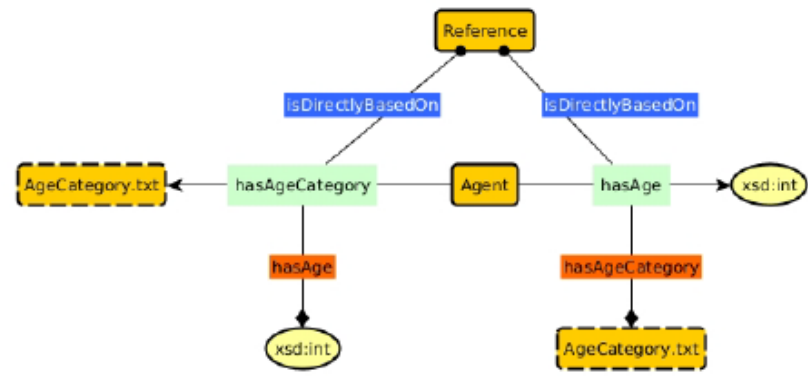 Reference
isDirectlyBasedOn
isDirectlyBasedOn
AgeCategory.txt
hasAgeCategory
Agent
hasAge
xsd:int
hasAge
hasAgeCategory
xsd:int
AgeCategory.txt